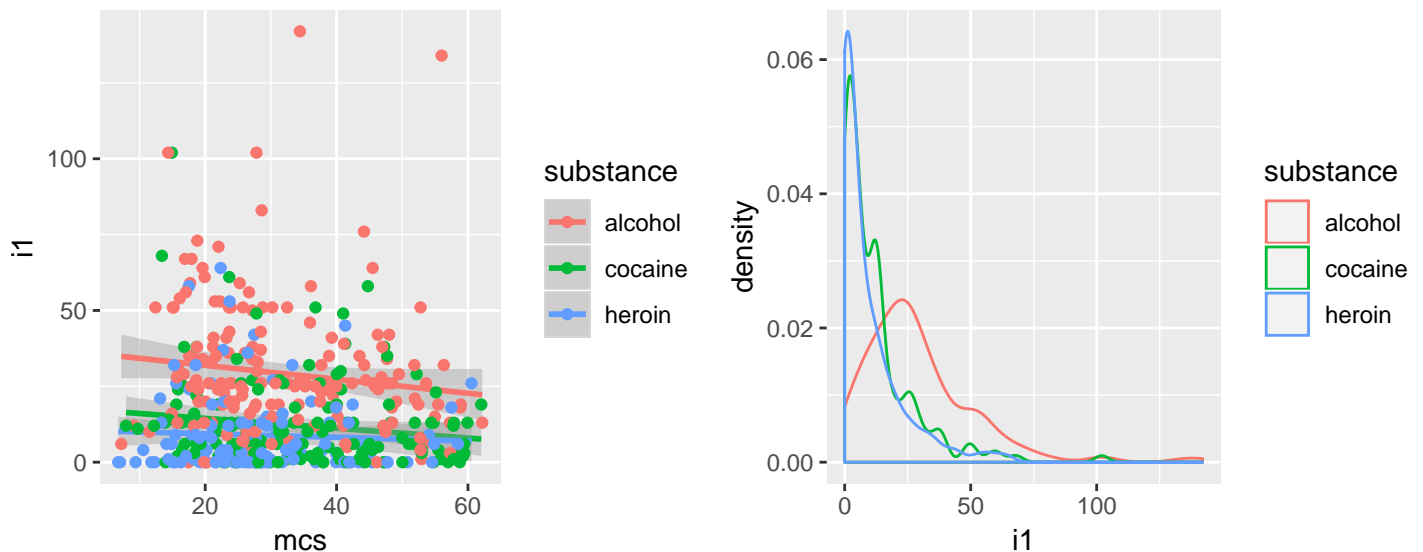 100
50
0
i1
20
40
60
mcs
substance
alcohol
cocaine
heroin
0.06
0.04
0.02
0.00
density
0
50
100
i1
substance
alcohol
cocaine
heroin